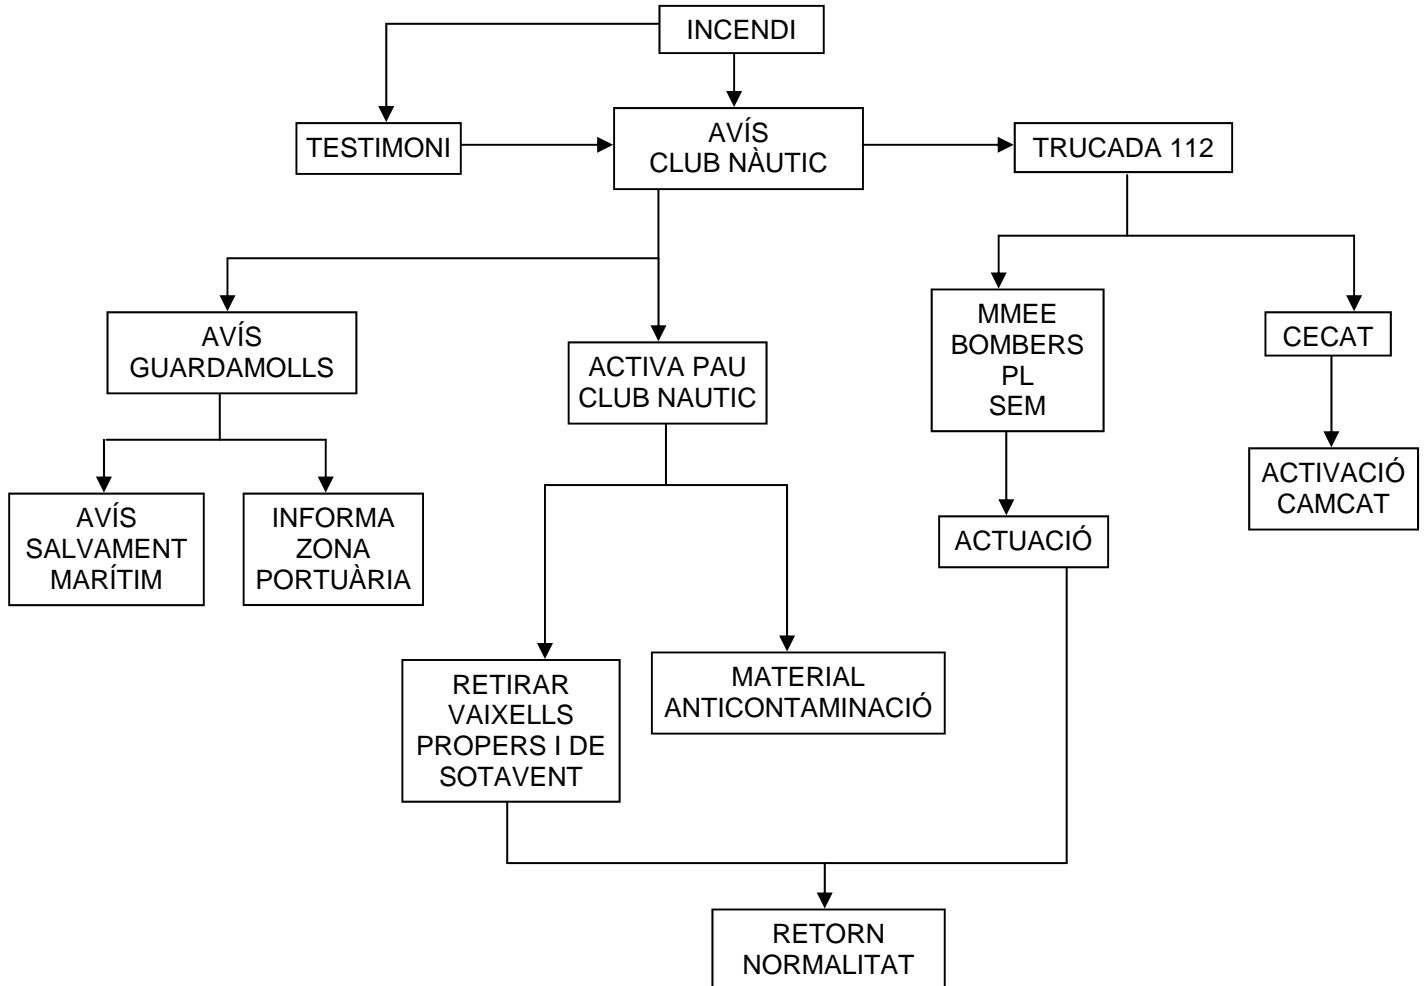 INCENDI
TESTIMONI
AVÍS
CLUB NÀUTIC
TRUCADA 112
AVÍS
GUARDAMOLLS
ACTIVA PAU
CLUB NAUTIC
MMEE
BOMBERS
PL
SEM
CECAT
AVÍS
SALVAMENT
MARÍTIM
INFORMA
ZONA
PORTUÀRIA
ACTUACIÓ
ACTIVACIÓ
CAMCAT
RETIRAR
VAIXELLS
PROPERS I DE
SOTAVENT
MATERIAL
ANTICONTAMINACIÓ
RETORN
NORMALITAT